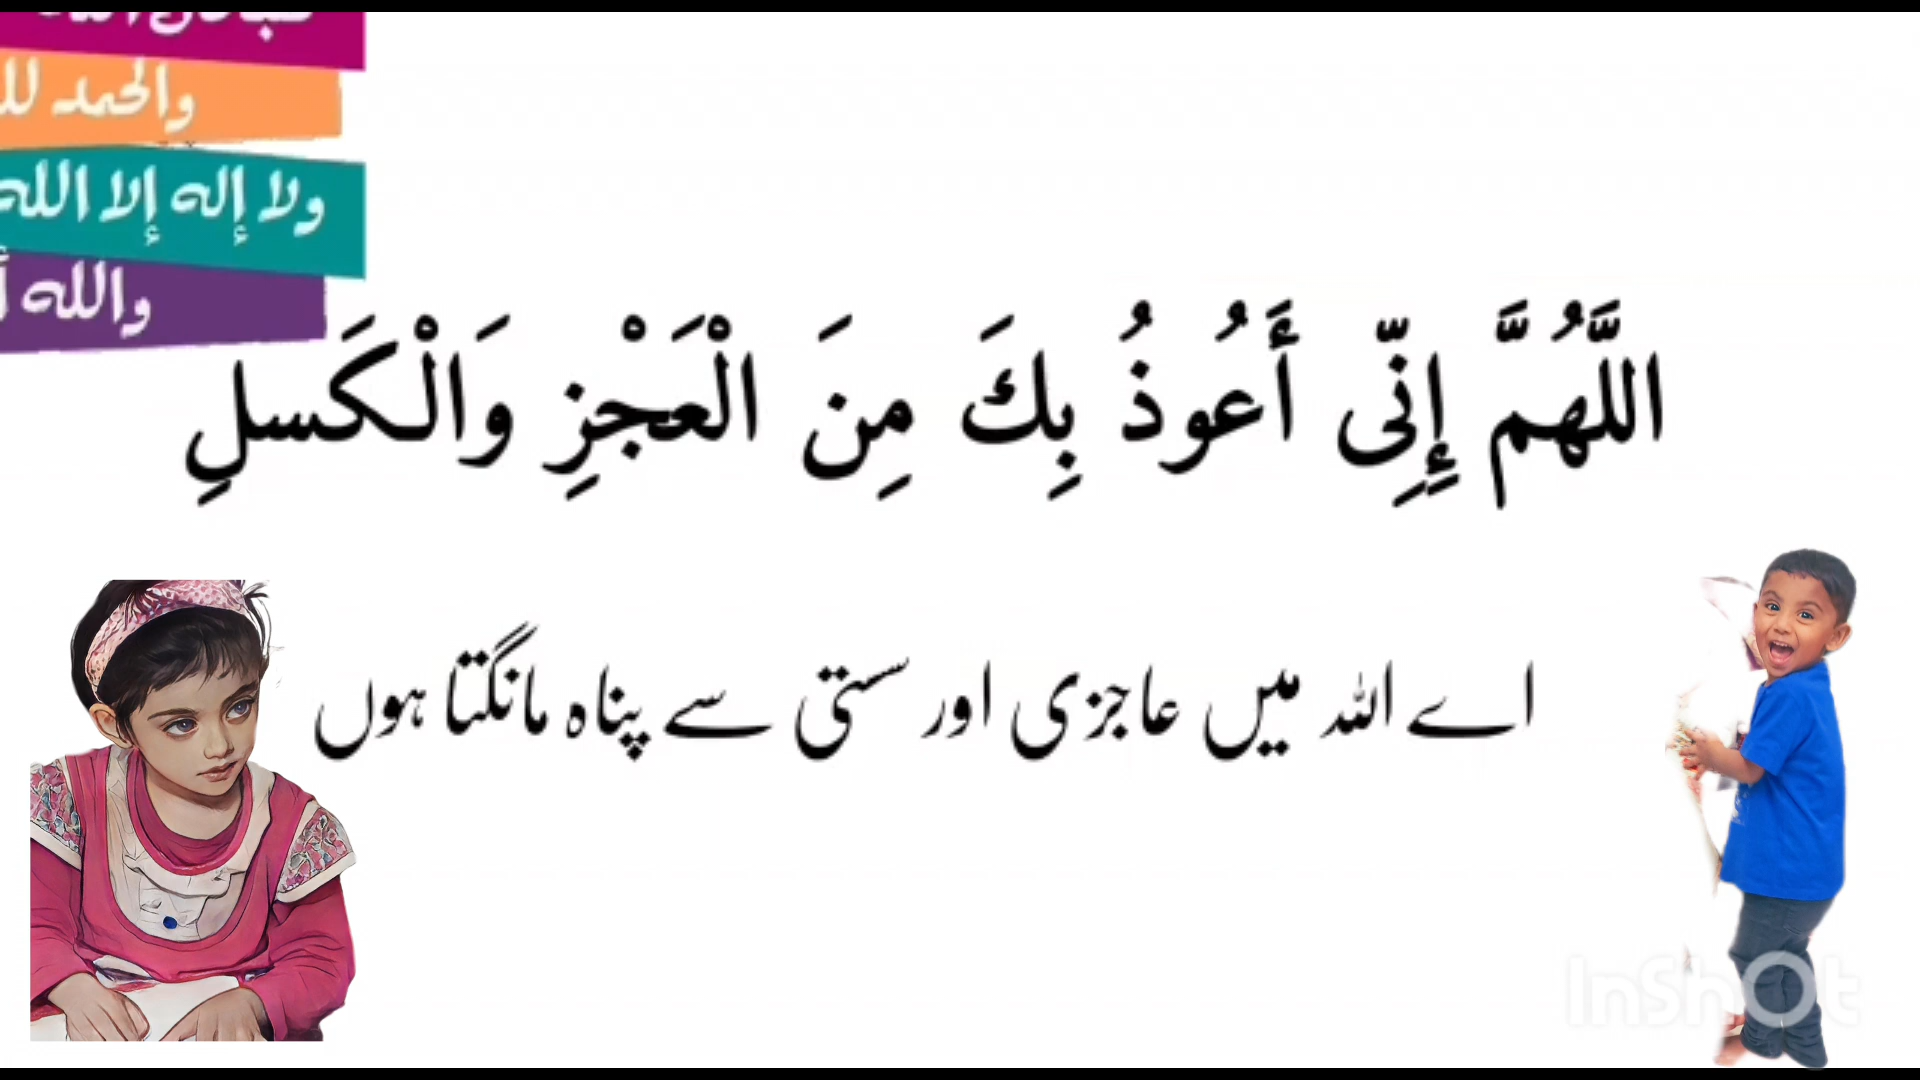 والحمد
ولا إله إلا الله
والله
اللَّهُمَّ إِنِّى أَعُوذُ بِكَ مِنَ الْعَجْزِ وَالْكَسلِ
اے اللہ میں عاجزی اور سستی سے پناہ مانگتا ہوں
InShOt